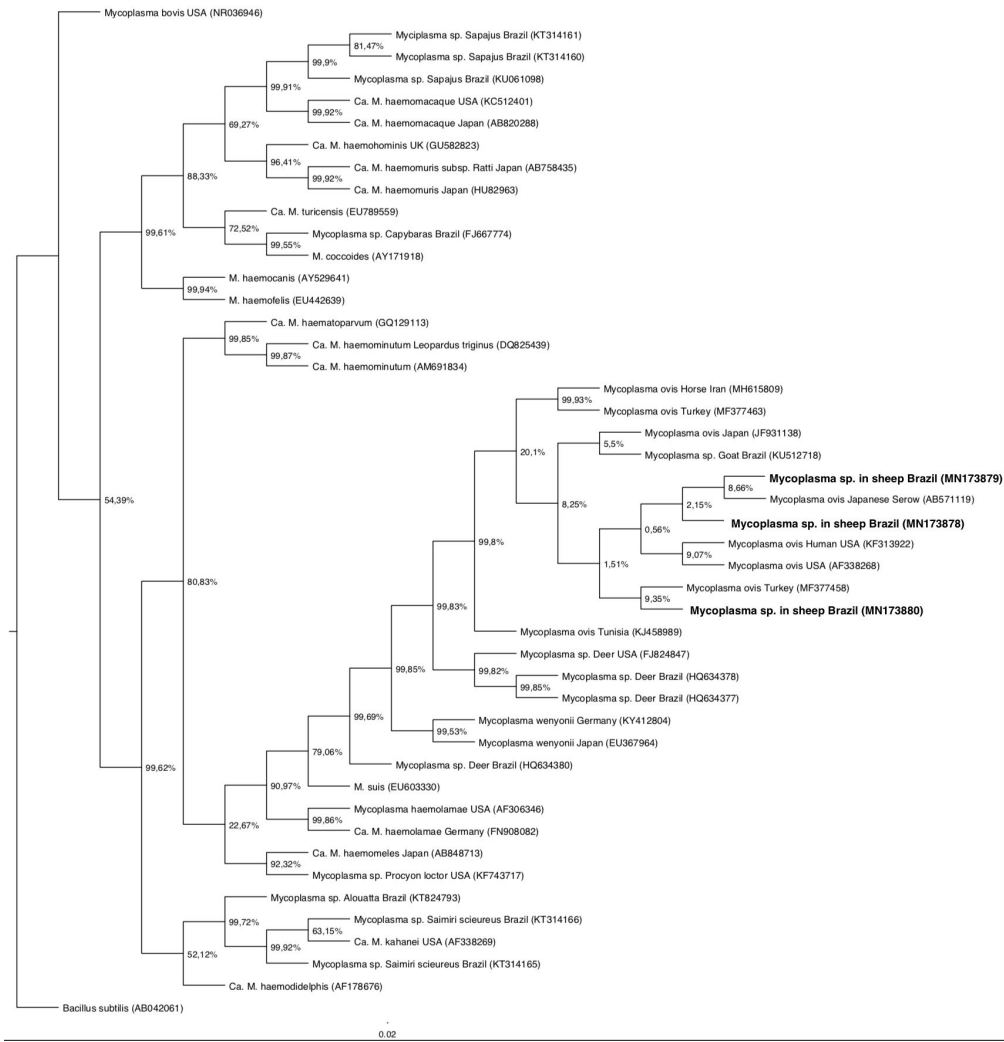 Mycoplasma bovis USA (NR036946)
Myciplasma sp. Sapajus Brazil (KT314161)
81,47%
Mycoplasma sp. Sapajus Brazil (KT314160)
99,9%
Mycoplasma sp. Sapajus Brazil (KU061098)
99,91%
Ca. M. haemomacaque USA (KC512401)
99,92%
Ca. M. haemomacaque Japan (AB820288)
69,27%
Ca. M. haemohominis UK (GU582823)
96,41%
Ca. M. haemomuris subsp. Ratti Japan (AB758435)
99,92%
Ca. M. haemomuris Japan (HU82963)
88,33%
Ca. M. turicensis (EU789559)
72,52%
Mycoplasma sp. Capybaras Brazil (FJ667774)
99,55%
M. coccoides (AY171918)
99,61%
M. haemocanis (AY529641)
99,94%
M. haemofelis (EU442639)
Ca. M. haematoparvum (GQ129113)
99,85%
Ca. M. haemominutum Leopardus triginus (DQ825439)
99,87%
Ca. M. haemominutum (AM691834)
Mycoplasma ovis Horse Iran (MH615809)
99,93%
Mycoplasma ovis Turkey (MF377463)
20,1%
Mycoplasma ovis Japan (JF931138)
5,5%
Mycoplasma sp. Goat Brazil (KU512718)
8,25%
Mycoplasma sp. in sheep Brazil (MN173879)
8,66%
Mycoplasma ovis Japanese Serow (AB571119)
2,15%
Mycoplasma sp. in sheep Brazil (MN173878)
0,56%
Mycoplasma ovis Human USA (KF313922)
9,07%
Mycoplasma ovis USA (AF338268)
1,51%
Mycoplasma ovis Turkey (MF377458)
9,35%
Mycoplasma sp. in sheep Brazil (MN173880)
54,39%
99,8%
80,83%
99,83%
Mycoplasma ovis Tunisia (KJ458989)
Mycoplasma sp. Deer USA (FJ824847)
99,82%
Mycoplasma sp. Deer Brazil (HQ634378)
99,85%
Mycoplasma sp. Deer Brazil (HQ634377)
99,85%
Mycoplasma wenyonii Germany (KY412804)
99,53%
Mycoplasma wenyonii Japan (EU367964)
99,69%
Mycoplasma sp. Deer Brazil (HQ634380)
79,06%
M. suis (EU603330)
99,62%
90,97%
Mycoplasma haemolamae USA (AF306346)
99,86%
Ca. M. haemolamae Germany (FN908082)
22,67%
Ca. M. haemomeles Japan (AB848713)
92,32%
Mycoplasma sp. Procyon loctor USA (KF743717)
Mycoplasma sp. Alouatta Brazil (KT824793)
99,72%
Mycoplasma sp. Saimiri scieureus Brazil (KT314166)
63,15%
Ca. M. kahanei USA (AF338269)
99,92%
Mycoplasma sp. Saimiri scieureus Brazil (KT314165)
52,12%
Ca. M. haemodidelphis (AF178676)
Bacillus subtilis (AB042061)
0.02